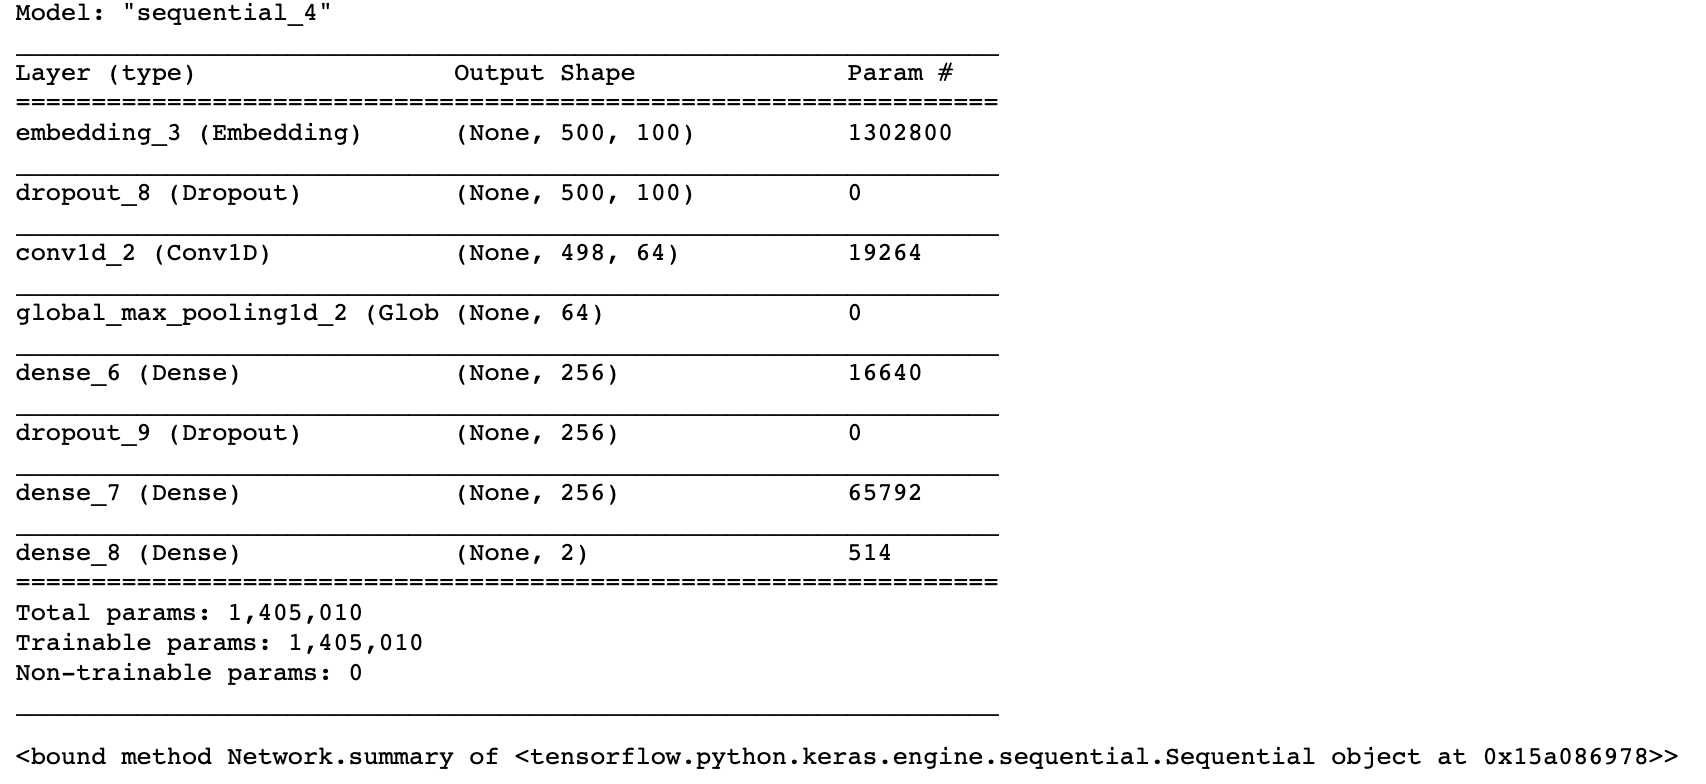 Model: "sequential_4"
Layer (type) Output Shape Param #
embedding_3 (Embedding) (None, 500, 100) 1302800
dropout_8 (Dropout) (None, 500, 100) 0
conv1d_2 (Conv1D) (None, 498, 64) 19264
global_max_pooling1d_2 (Glob (None, 64) 0
dense_6 (Dense) (None, 256) 16640
dropout_9 (Dropout) (None, 256) 0
dense_7 (Dense) (None, 256) 65792
dense_8 (Dense) (None, 2) 514
Total params: 1,405,010
Trainable params: 1,405,010
Non-trainable params: 0
<bound method Network.summary of <tensorflow.python.keras.engine.sequential.Sequential object at 0x15a086978>>